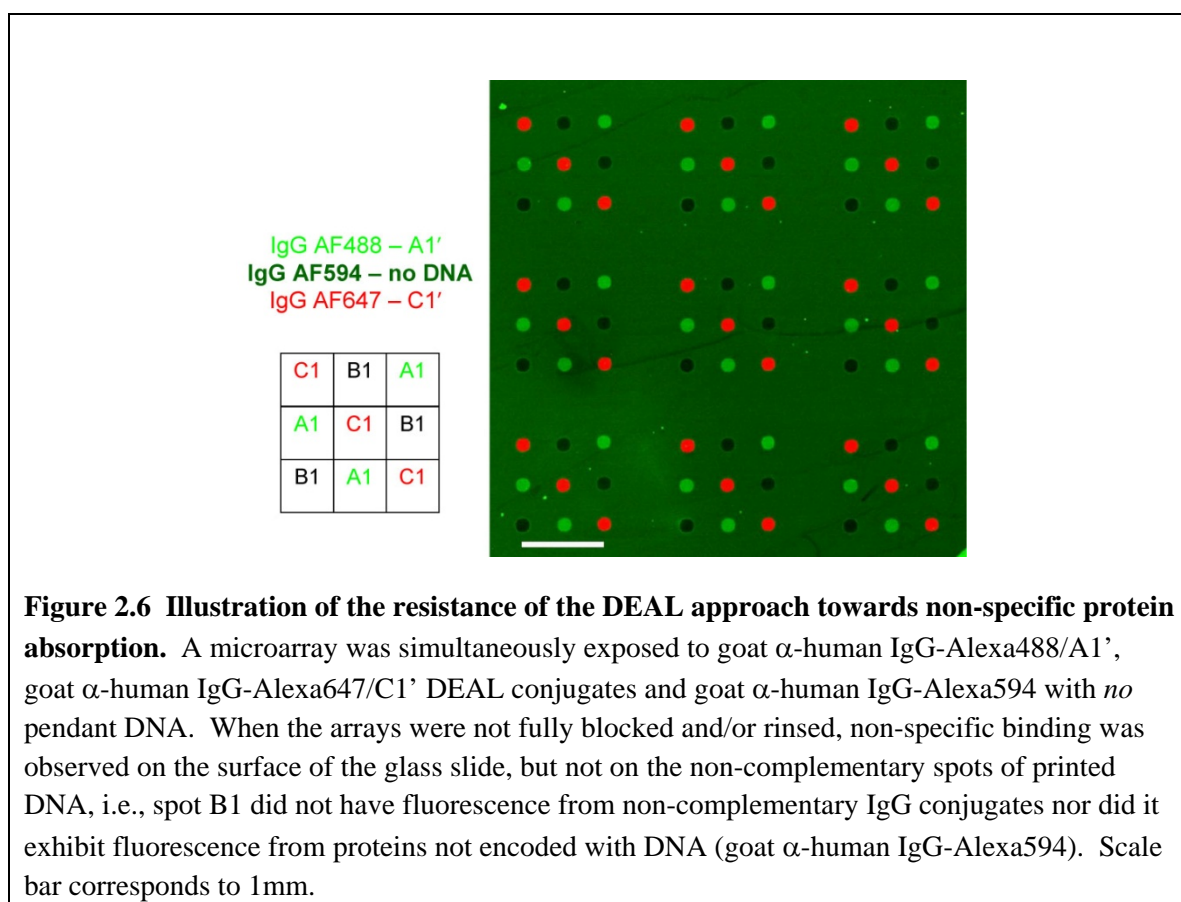 IgG AF488 – A1′
IgG AF594 – no DNA
IgG AF647 – C1′
C1 B1 A1
A1 C1 B1
B1 A1 C1
Figure 2.6 Illustration of the resistance of the DEAL approach towards non-specific protein
absorption. A microarray was simultaneously exposed to goat α-human IgG-Alexa488/A1’,
goat α-human IgG-Alexa647/C1’ DEAL conjugates and goat α-human IgG-Alexa594 with no
pendant DNA. When the arrays were not fully blocked and/or rinsed, non-specific binding was
observed on the surface of the glass slide, but not on the non-complementary spots of printed
DNA, i.e., spot B1 did not have fluorescence from non-complementary IgG conjugates nor did it
exhibit fluorescence from proteins not encoded with DNA (goat α-human IgG-Alexa594). Scale
bar corresponds to 1mm.